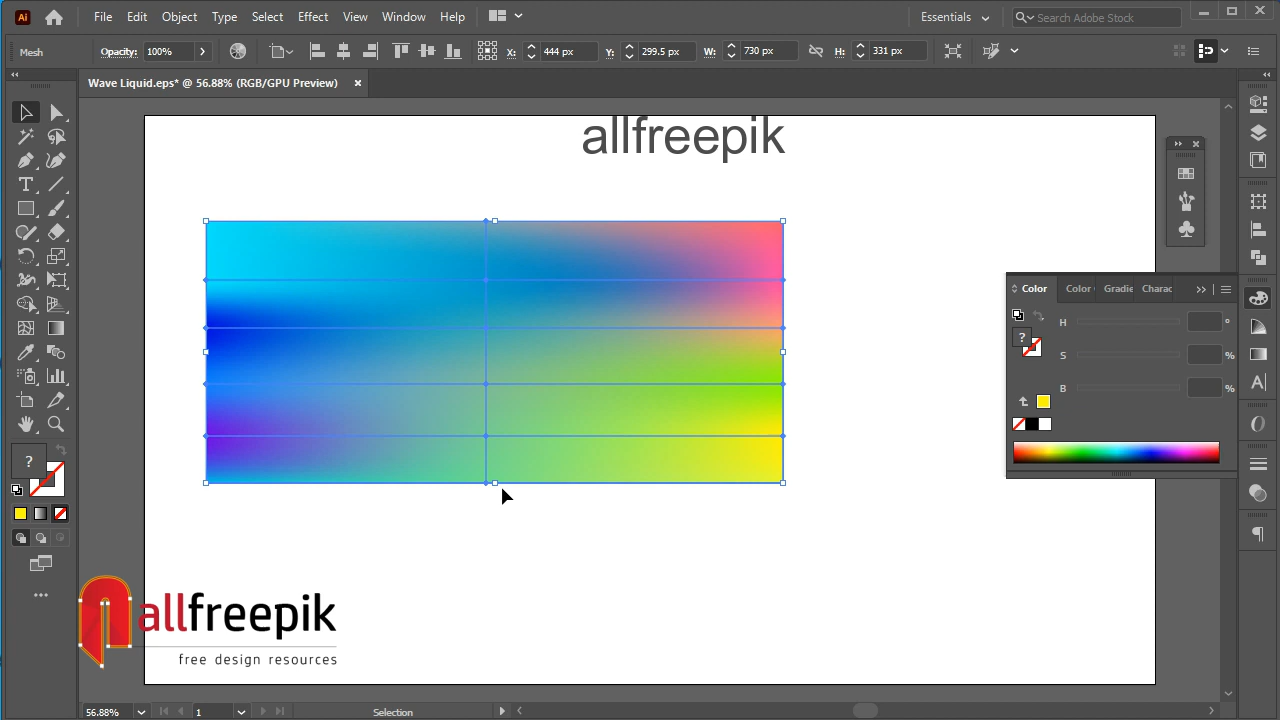 Ai File Edit Object Type Select Effect View Window Help Essentials Search Adobe Stock
Mesh Opacity: 100% X: 444 px Y: 299.5 px W: 730 px H: 331 px
Wave Liquid.eps* @ 56.88% (RGB/GPU Preview) ×
allfreepik
Color Color Gradie Charac
? H °
S %
B %
?
allfreepik
free design resources
56.88% 1 Selection